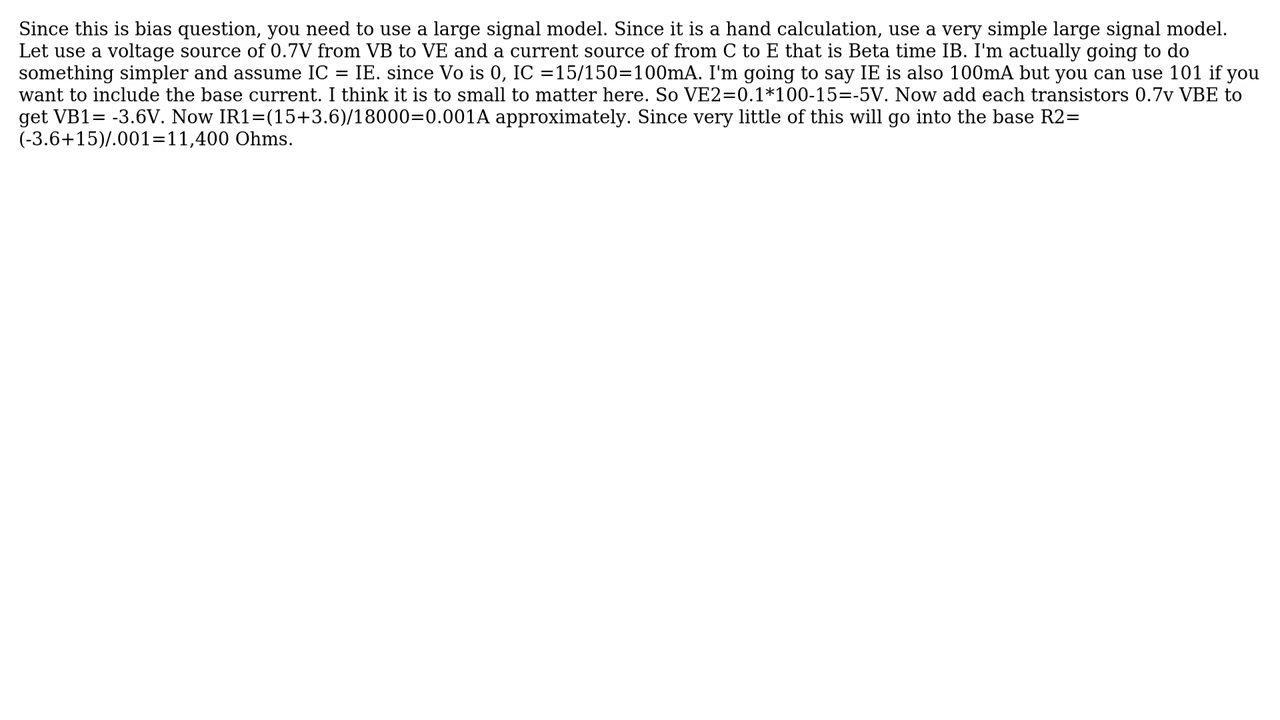 Since this is bias question, you need to use a large signal model. Since it is a hand calculation, use a very simple large signal model.
Let use a voltage source of 0.7V from VB to VE and a current source of from C to E that is Beta time IB. I'm actually going to do
something simpler and assume IC = IE. since Vo is 0, IC =15/150=100mA. I'm going to say IE is also 100mA but you can use 101 if you
want to include the base current. I think it is to small to matter here. So VE2=0.1*100-15=-5V. Now add each transistors 0.7v VBE to
get VB1= -3.6V. Now IR1=(15+3.6)/18000=0.001A approximately. Since very little of this will go into the base R2=
(-3.6+15)/.001=11,400 Ohms.